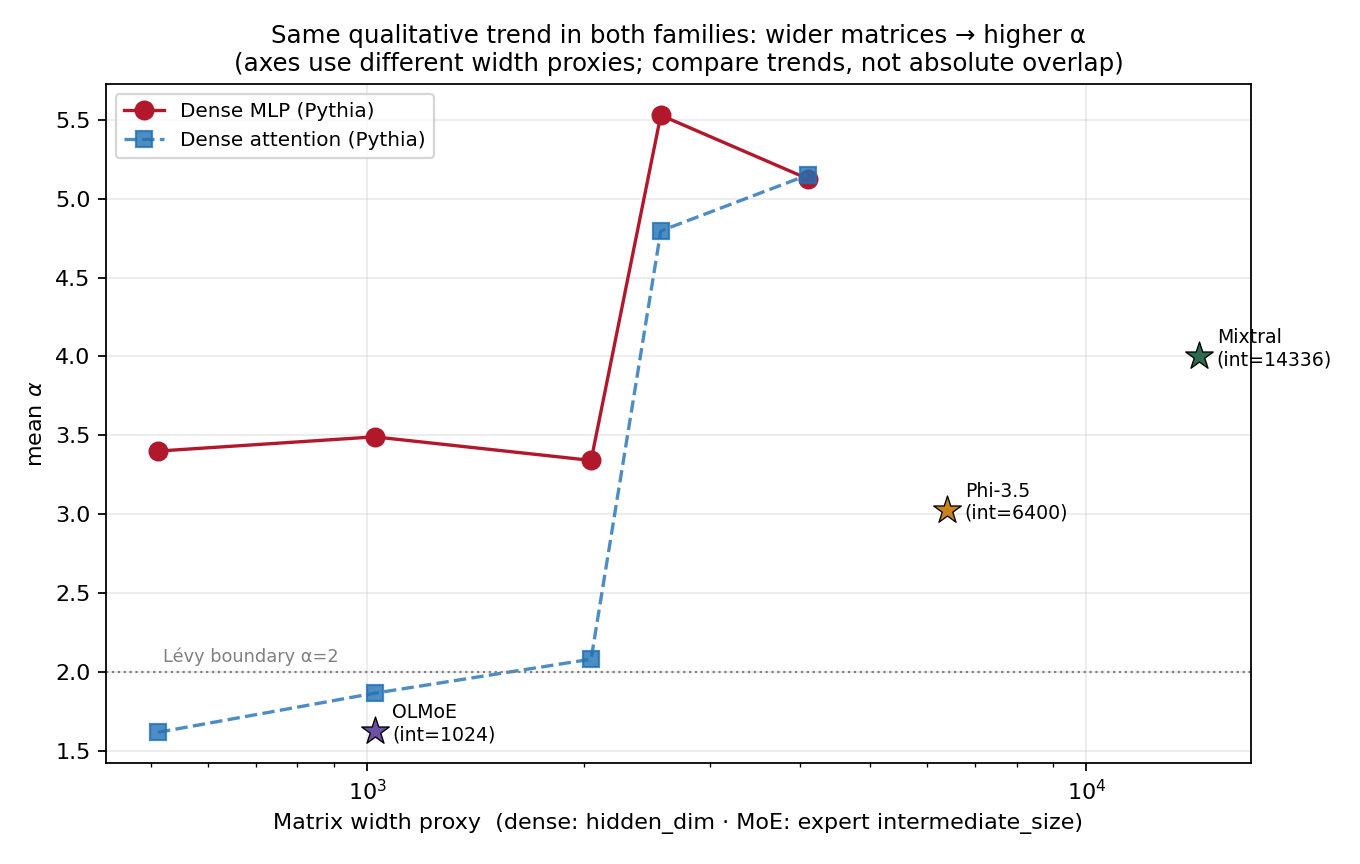 Same qualitative trend in both families: wider matrices → higher α
(axes use different width proxies; compare trends, not absolute overlap)
Dense MLP (Pythia)
Dense attention (Pythia)
5.5
5.0
4.5
4.0
3.5
3.0
2.5
2.0
1.5
mean α
Mixtral
(int=14336)
Phi-3.5
(int=6400)
Lévy boundary α=2
OLMoE
(int=1024)
10³
10⁴
Matrix width proxy  (dense: hidden_dim · MoE: expert intermediate_size)